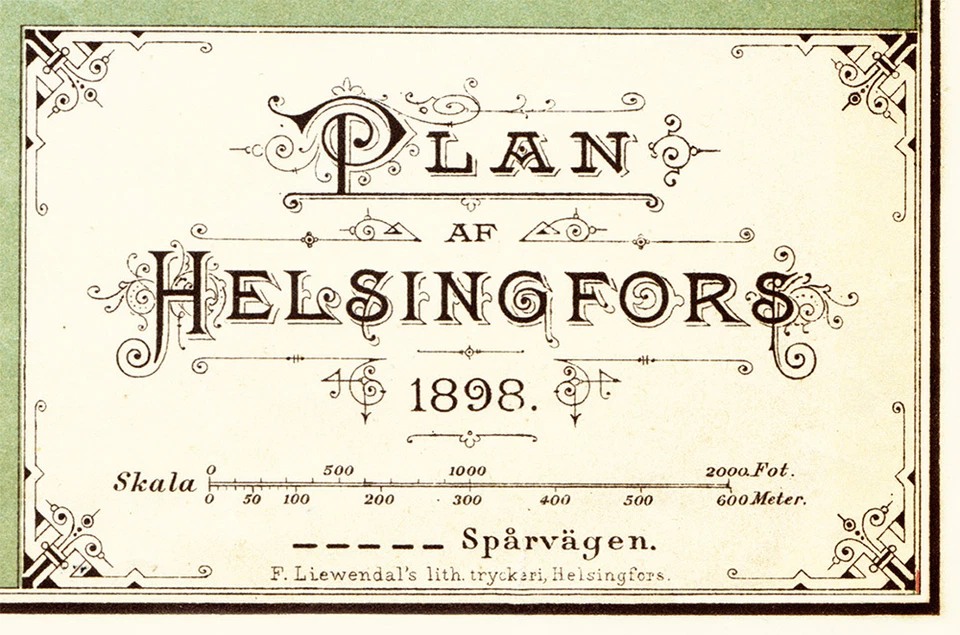 PLAN
AF
HELSINGFORS
1898.
0 500 1000 2000 Fot.
Skala
0 50 100 200 300 400 500 600 Meter.
Spårvägen.
F. Liewendal's lith. tryckeri, Helsingfors.